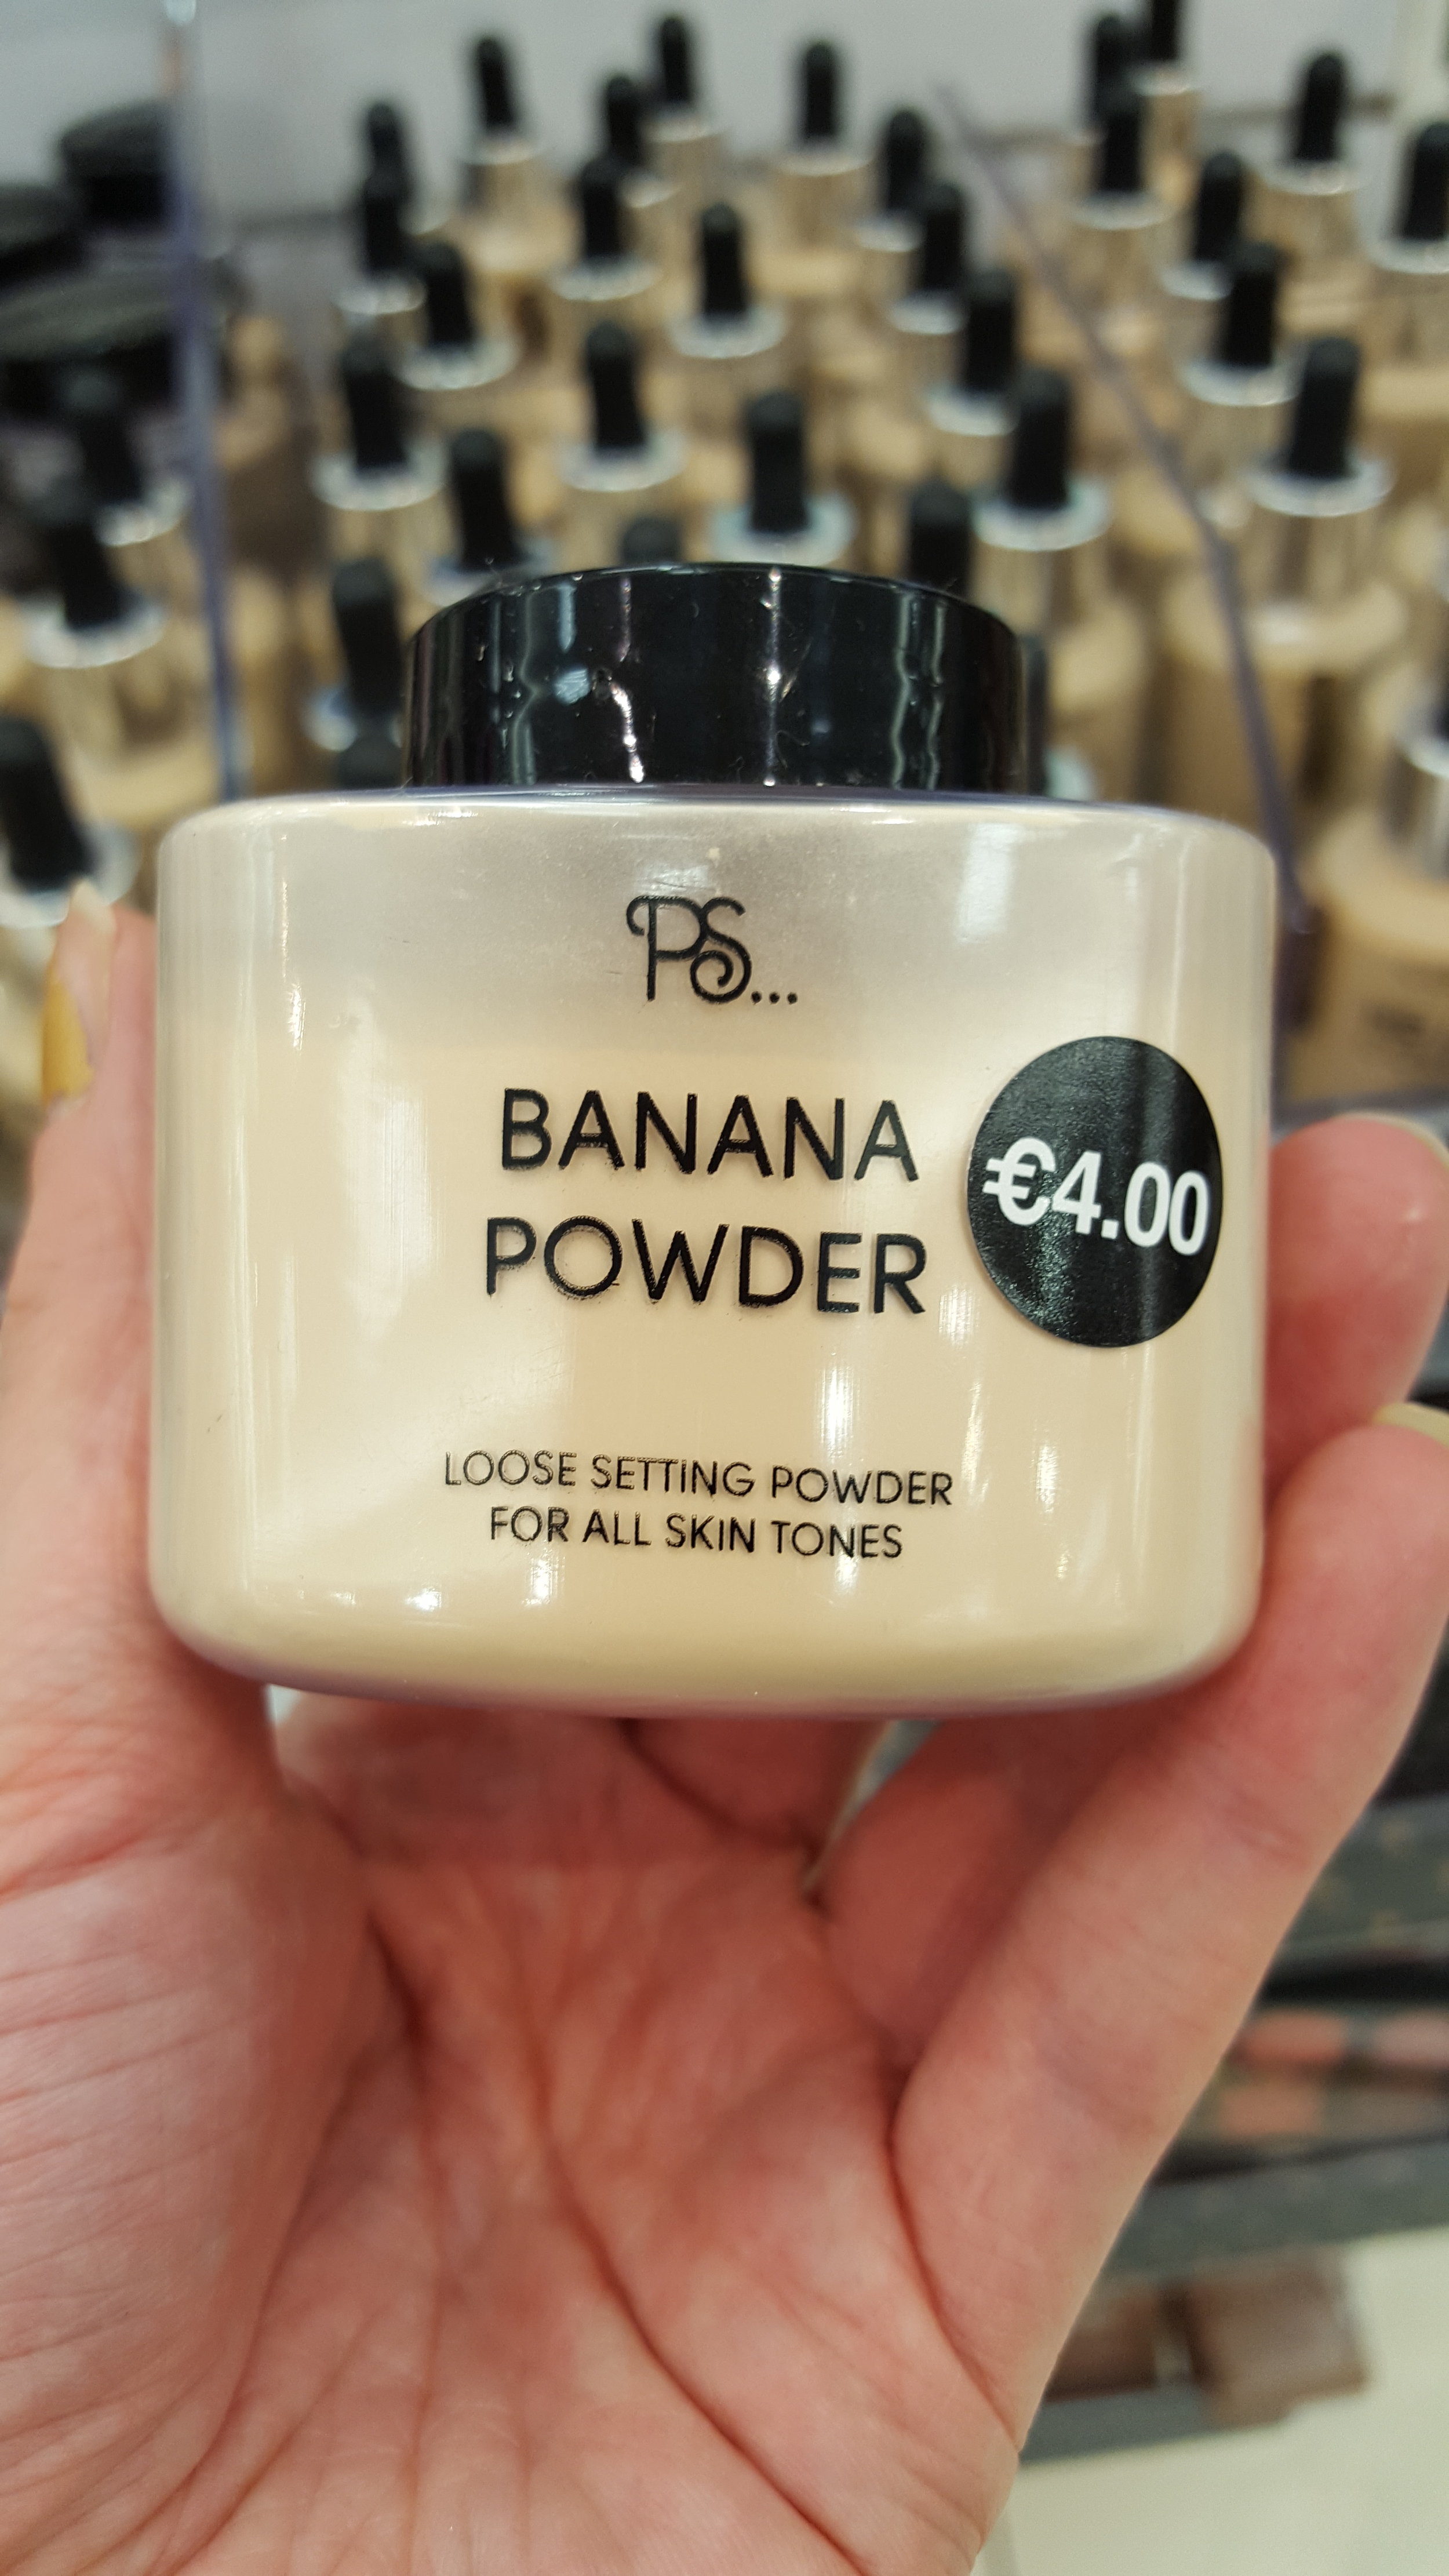 PS...
BANANA
POWDER
€4.00
LOOSE SETTING POWDER
FOR ALL SKIN TONES